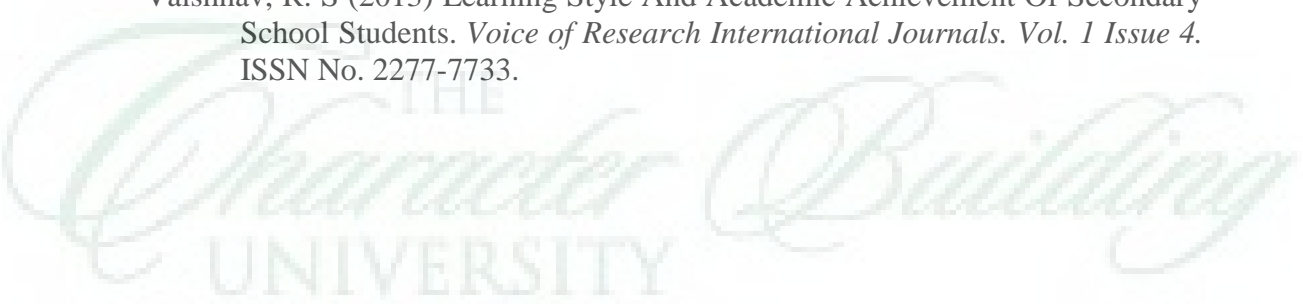 Vaishnav, R. S (2013) Learning Style And Academic Achievement Of Secondary
School Students. Voice of Research International Journals. Vol. 1 Issue 4.
ISSN No. 2277-7733.
THE
Character Building
UNIVERSITY